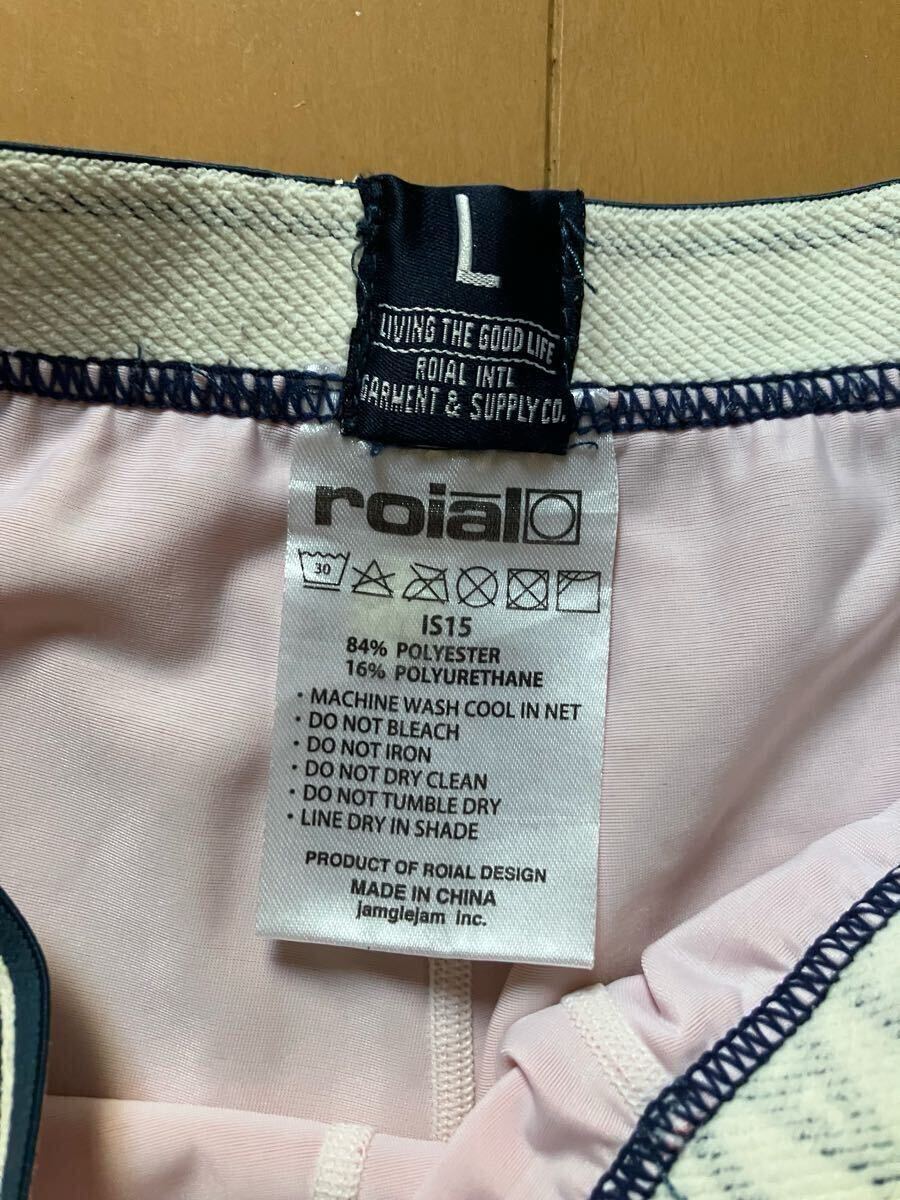 L
LIVING THE GOOD LIFE
ROIAL INTL
GARMENT & SUPPLY CO.
roiāl
30
IS15
84% POLYESTER
16% POLYURETHANE
· MACHINE WASH COOL IN NET
· DO NOT BLEACH
· DO NOT IRON
· DO NOT DRY CLEAN
· DO NOT TUMBLE DRY
· LINE DRY IN SHADE
PRODUCT OF ROIAL DESIGN
MADE IN CHINA
jamglejam inc.